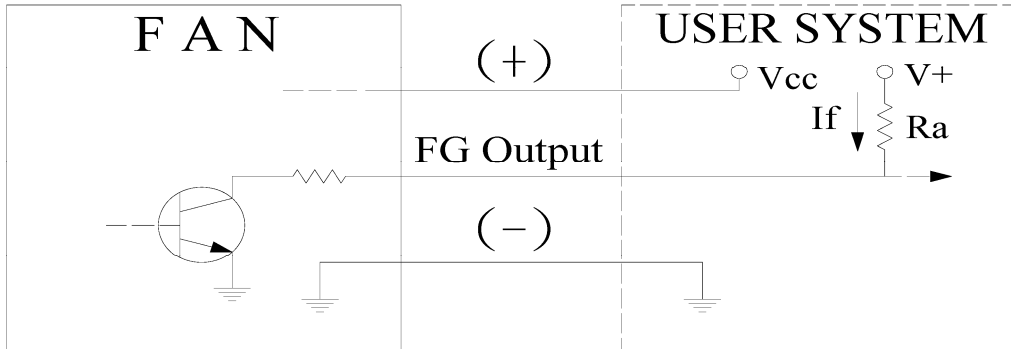 F A N
USER SYSTEM
(+)
Vcc
V+
If
Ra
FG Output
(-)